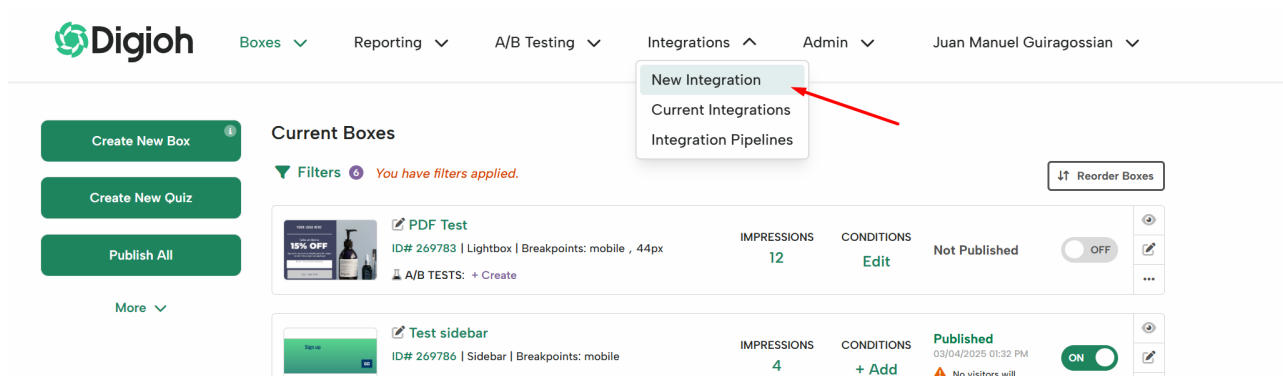 Digioh
Boxes
Reporting
A/B Testing
Integrations
Admin
Juan Manuel Guiragossian
New Integration
Current Integrations
Integration Pipelines
Create New Box
Create New Quiz
Publish All
More
Current Boxes
Filters 6 You have filters applied.
Reorder Boxes
15% OFF
PDF Test
ID# 269783 | Lightbox | Breakpoints: mobile , 44px
A/B TESTS: + Create
IMPRESSIONS
12
CONDITIONS
Edit
Not Published
OFF
Sign up
Test sidebar
ID# 269786 | Sidebar | Breakpoints: mobile
IMPRESSIONS
4
CONDITIONS
+ Add
Published
03/04/2025 01:32 PM
No visitors will
ON